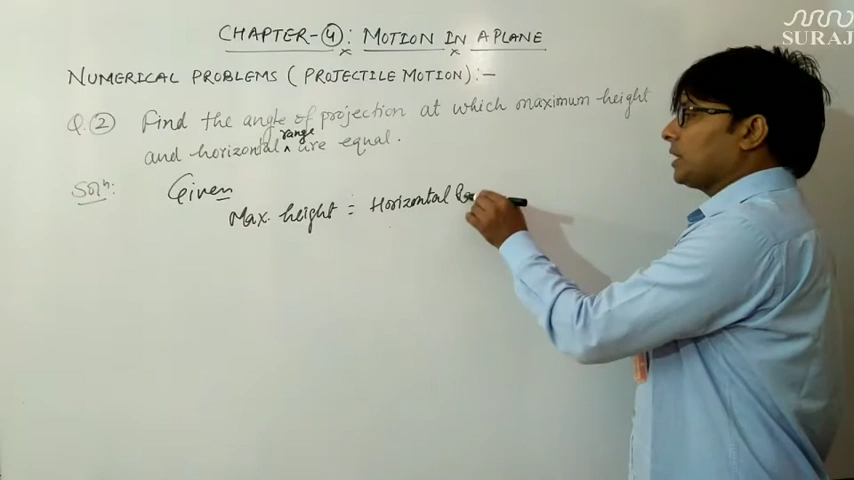 CHAPTER-4: MOTION IN A PLANE
SURAJ
NUMERICAL PROBLEMS (PROJECTILE MOTION):-
Q.2 Find the angle of projection at which maximum height
and horizontal range are equal.
Solⁿ: Given
Max. height = Horizontal